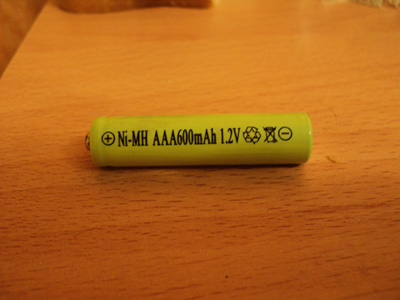 ⊕ Ni-MH AAA600mAh 1.2V ⊖